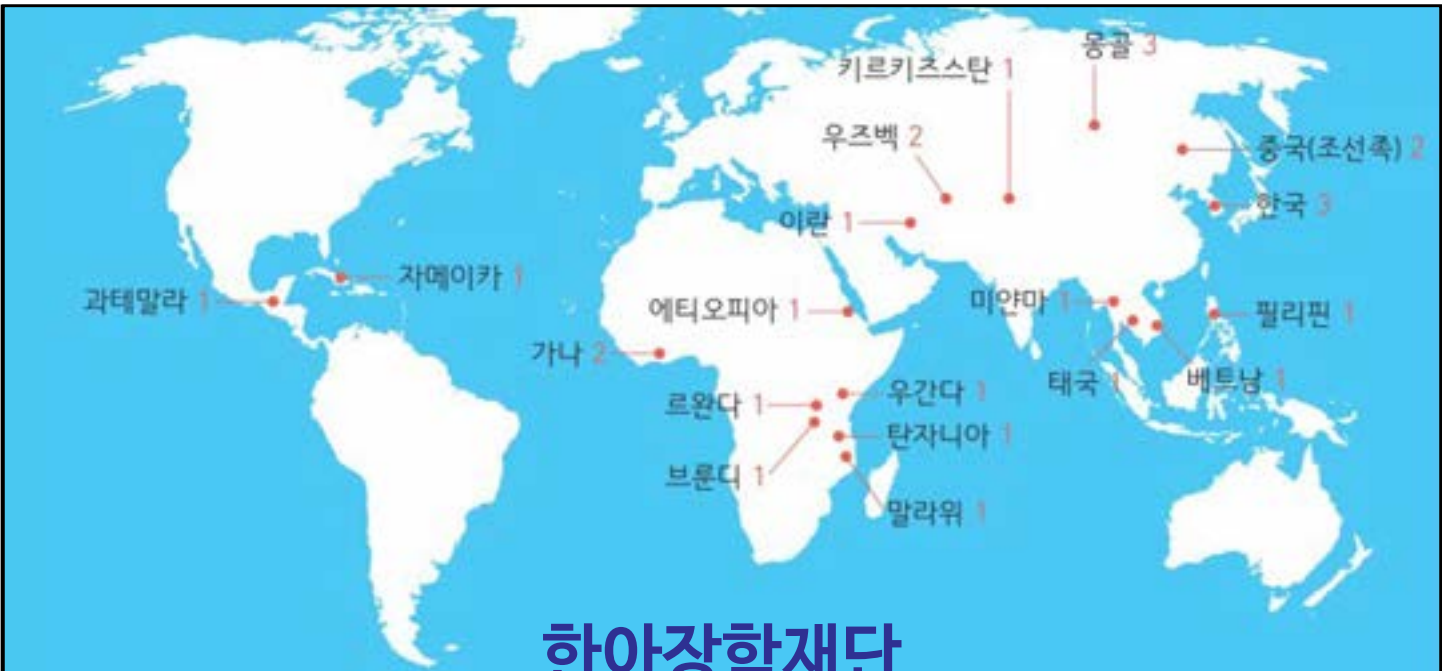 몽골 3
키르키즈스탄 1
우즈벡 2
중국(조선족) 2
이란 1
한국 3
자메이카 1
과테말라 1
에티오피아 1
미얀마 1
필리핀 1
가나 2
태국 1
베트남 1
르완다 1
우간다 1
탄자니아 1
브룬디 1
말라위 1
한아장학재단